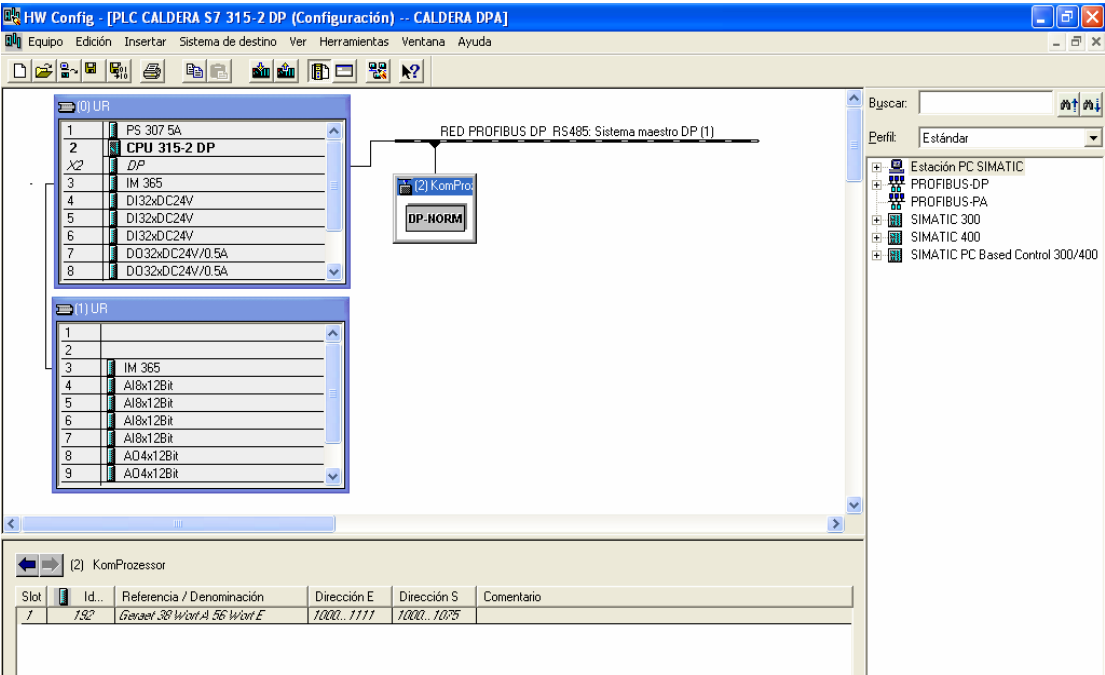 HW Config - [PLC CALDERA S7 315-2 DP (Configuración) -- CALDERA DPA]
Equipo Edición Insertar Sistema de destino Ver Herramientas Ventana Ayuda
(0) UR
1 PS 307 5A
2 CPU 315-2 DP
X2 DP
3 IM 365
4 DI32xDC24V
5 DI32xDC24V
6 DI32xDC24V
7 DO32xDC24V/0.5A
8 DO32xDC24V/0.5A
RED PROFIBUS DP RS485: Sistema maestro DP (1)
(2) KomProz
DP-NORM
(1) UR
1
2
3 IM 365
4 AI8x12Bit
5 AI8x12Bit
6 AI8x12Bit
7 AI8x12Bit
8 AO4x12Bit
9 AO4x12Bit
Buscar:
Perfil: Estándar
Estación PC SIMATIC
PROFIBUS-DP
PROFIBUS-PA
SIMATIC 300
SIMATIC 400
SIMATIC PC Based Control 300/400
(2) KomProzessor
Slot Id... Referencia / Denominación Dirección E Dirección S Comentario
1 192 Geraet 38 Wort A 56 Wort E 1000..1111 1000..1075